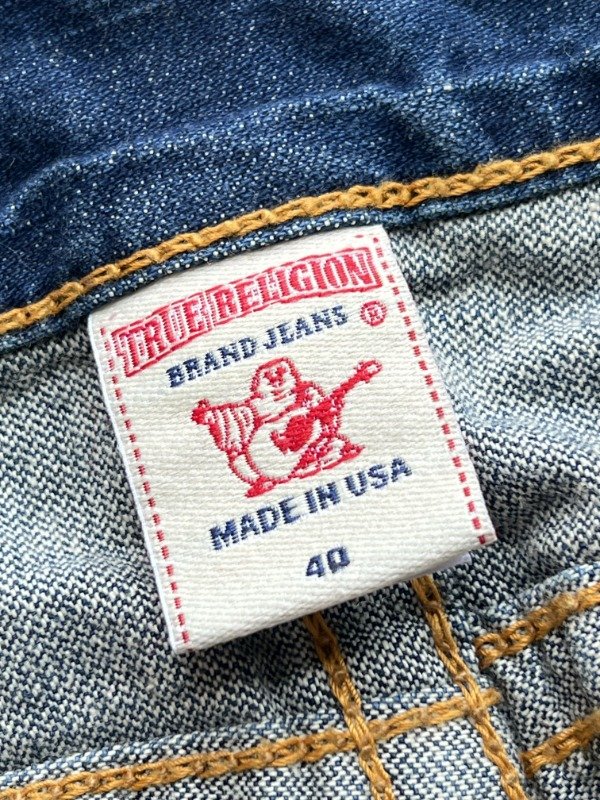 TRUE RELIGION
BRAND JEANS ®
MADE IN USA
40